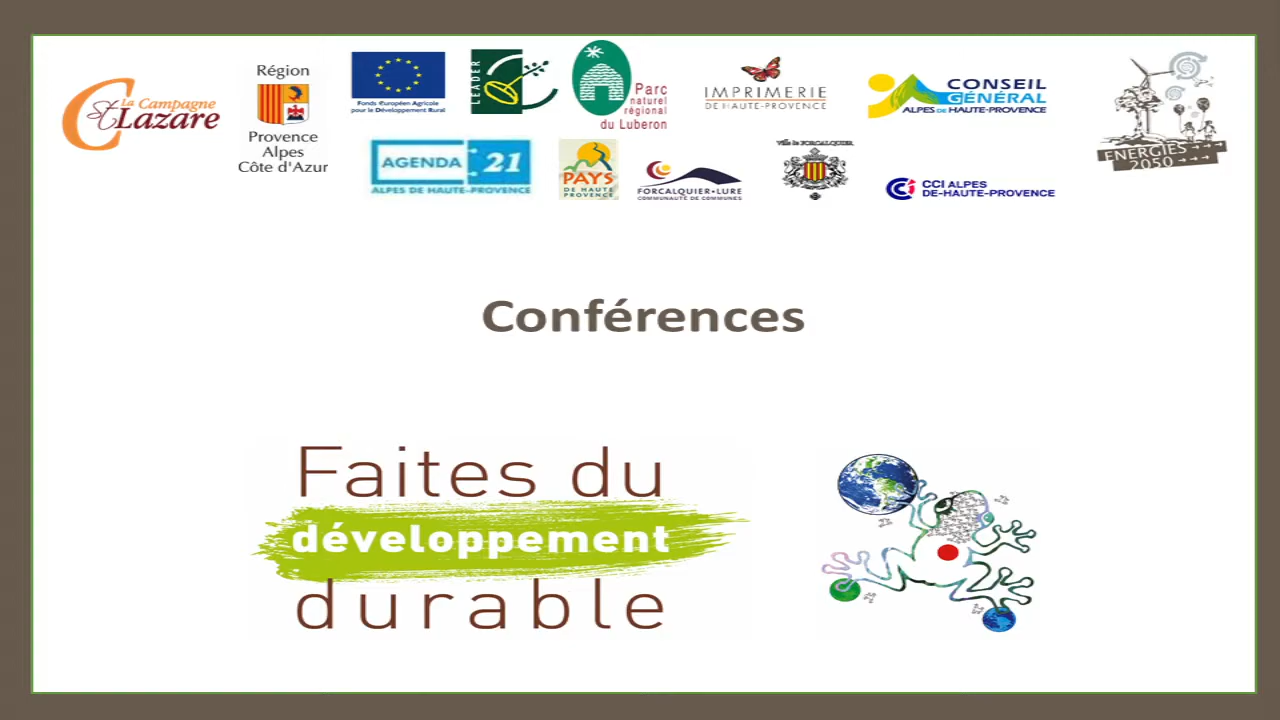 La Campagne
St Lazare
Région
Provence
Alpes
Côte d'Azur
Fonds Européen Agricole
pour le Développement Rural
LEADER
Parc
naturel
régional
du Luberon
IMPRIMERIE
DE HAUTE-PROVENCE
CONSEIL
GÉNÉRAL
ALPES DE HAUTE-PROVENCE
ENERGIES
2050
AGENDA 21
ALPES DE HAUTE-PROVENCE
PAYS
DE HAUTE
PROVENCE
FORCALQUIER•LURE
COMMUNAUTÉ DE COMMUNES
Ville de FORCALQUIER
CCI ALPES
DE-HAUTE-PROVENCE
Conférences
Faites du
développement
durable